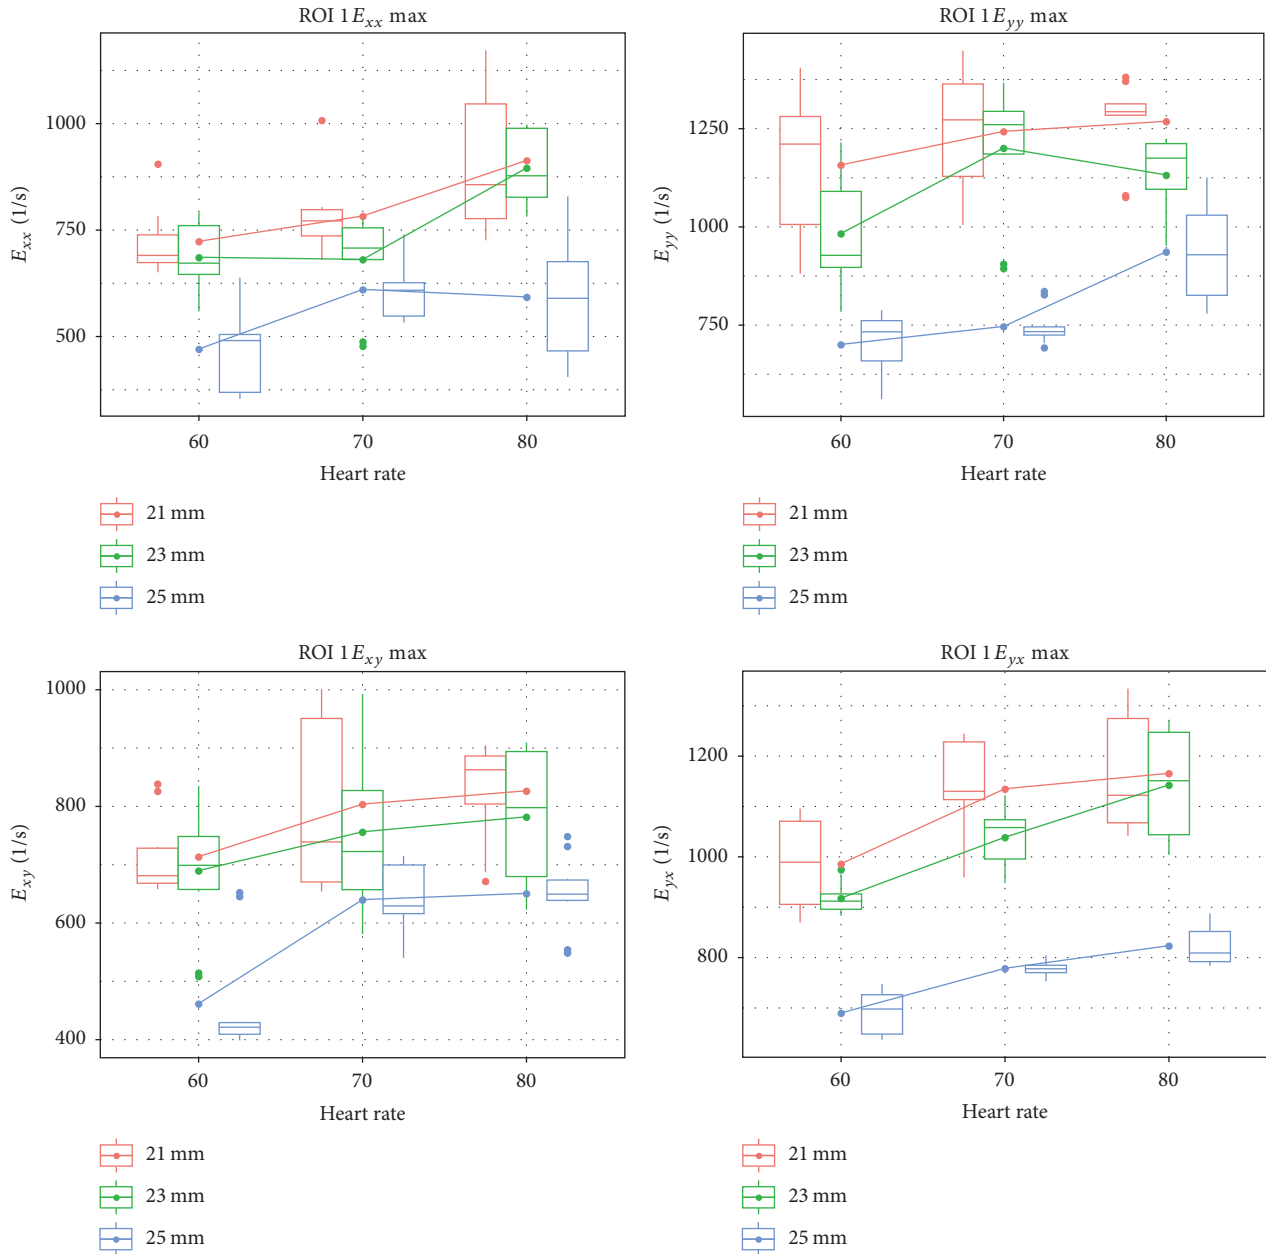 ROI 1 Exx max
1000
750
500
Exx (1/s)
60 70 80
Heart rate
21 mm
23 mm
25 mm
ROI 1 Eyy max
1250
1000
750
Eyy (1/s)
60 70 80
Heart rate
21 mm
23 mm
25 mm
ROI 1 Exy max
1000
800
600
400
Exy (1/s)
60 70 80
Heart rate
21 mm
23 mm
25 mm
ROI 1 Eyx max
1200
1000
800
Eyx (1/s)
60 70 80
Heart rate
21 mm
23 mm
25 mm